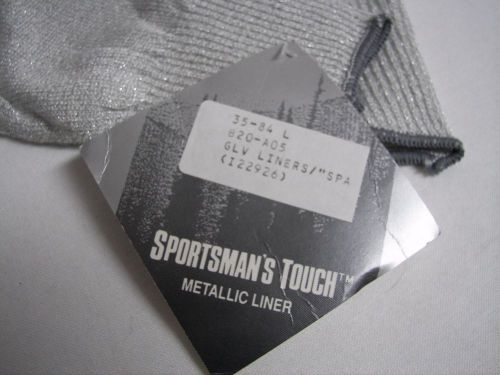 35-84 L
820-A05
GLV LINERS/"SPA
(I22926)
SPORTSMAN'S TOUCH™
METALLIC LINER